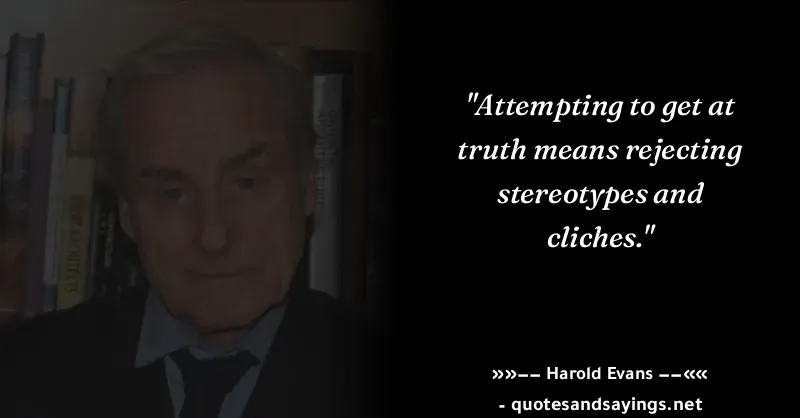 "Attempting to get at
truth means rejecting
stereotypes and
cliches."
»»−− Harold Evans −−««
- quotesandsayings.net